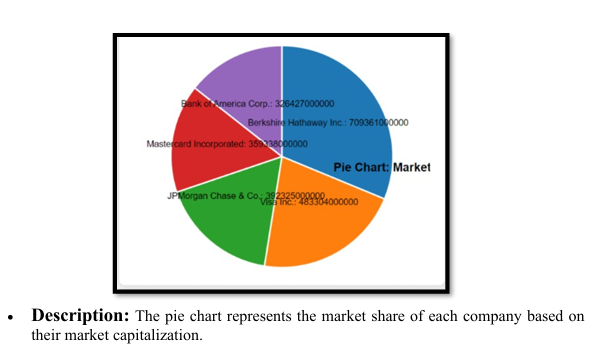 Bank of America Corp.: 326427000000
Berkshire Hathaway Inc.: 709361000000
Mastercard Incorporated: 359338000000
Pie Chart: Market
JPMorgan Chase & Co.: 392325000000
Visa Inc.: 483304000000
• Description: The pie chart represents the market share of each company based on
their market capitalization.